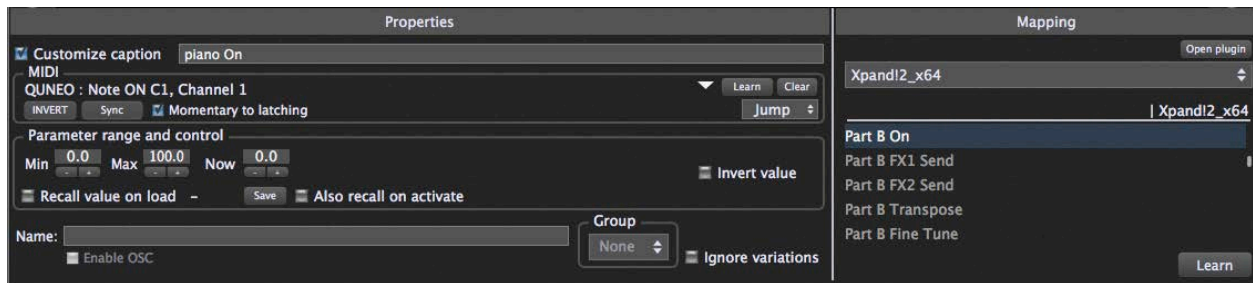 Properties
Customize caption piano On
MIDI
QUNEO : Note ON C1, Channel 1
Learn Clear
INVERT Sync Momentary to latching Jump
Parameter range and control
Min 0.0 Max 100.0 Now 0.0
- + - + - +
Invert value
Recall value on load – Save Also recall on activate
Name:
Enable OSC
Group
None
Ignore variations
Mapping
Open plugin
Xpand!2_x64
| Xpand!2_x64
Part B On
Part B FX1 Send
Part B FX2 Send
Part B Transpose
Part B Fine Tune
Learn